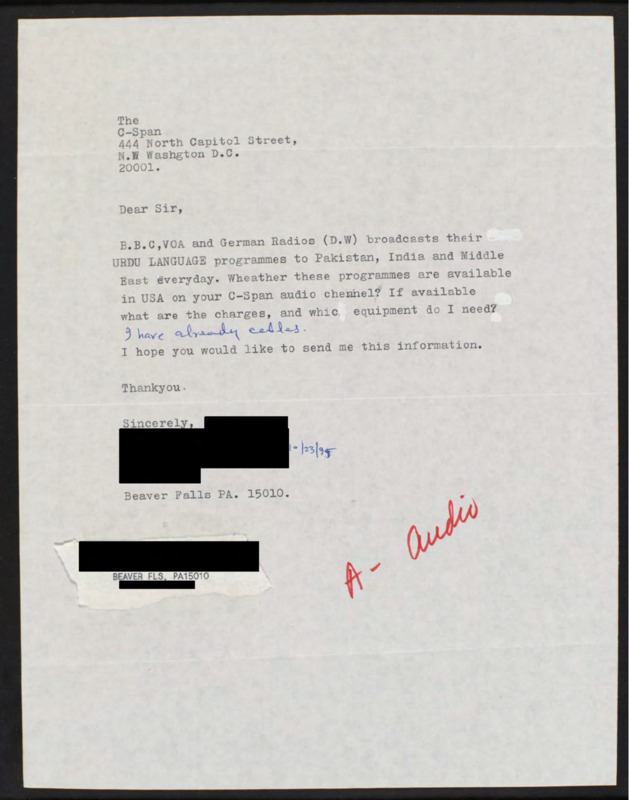 The
C-Span
444 North Capitol Street,
N.W Washgton D.C.
20001.
Dear Sir,
B.B.C,VOA and German Radios (D.W) broadcasts their
URDU LANGUAGE programmes to Pakistan, India and Middle
East everyday. Wheather these programmes are available
in USA on your C-Span audio chennel? If available
what are the charges, and whic equipment do I need?
I have already cables.
I hope you would like to send me this information.
Thankyou.
Sincerely,
/23/95
Beaver Falls PA. 15010.
BEAVER FLS, PA15010
A- Audio